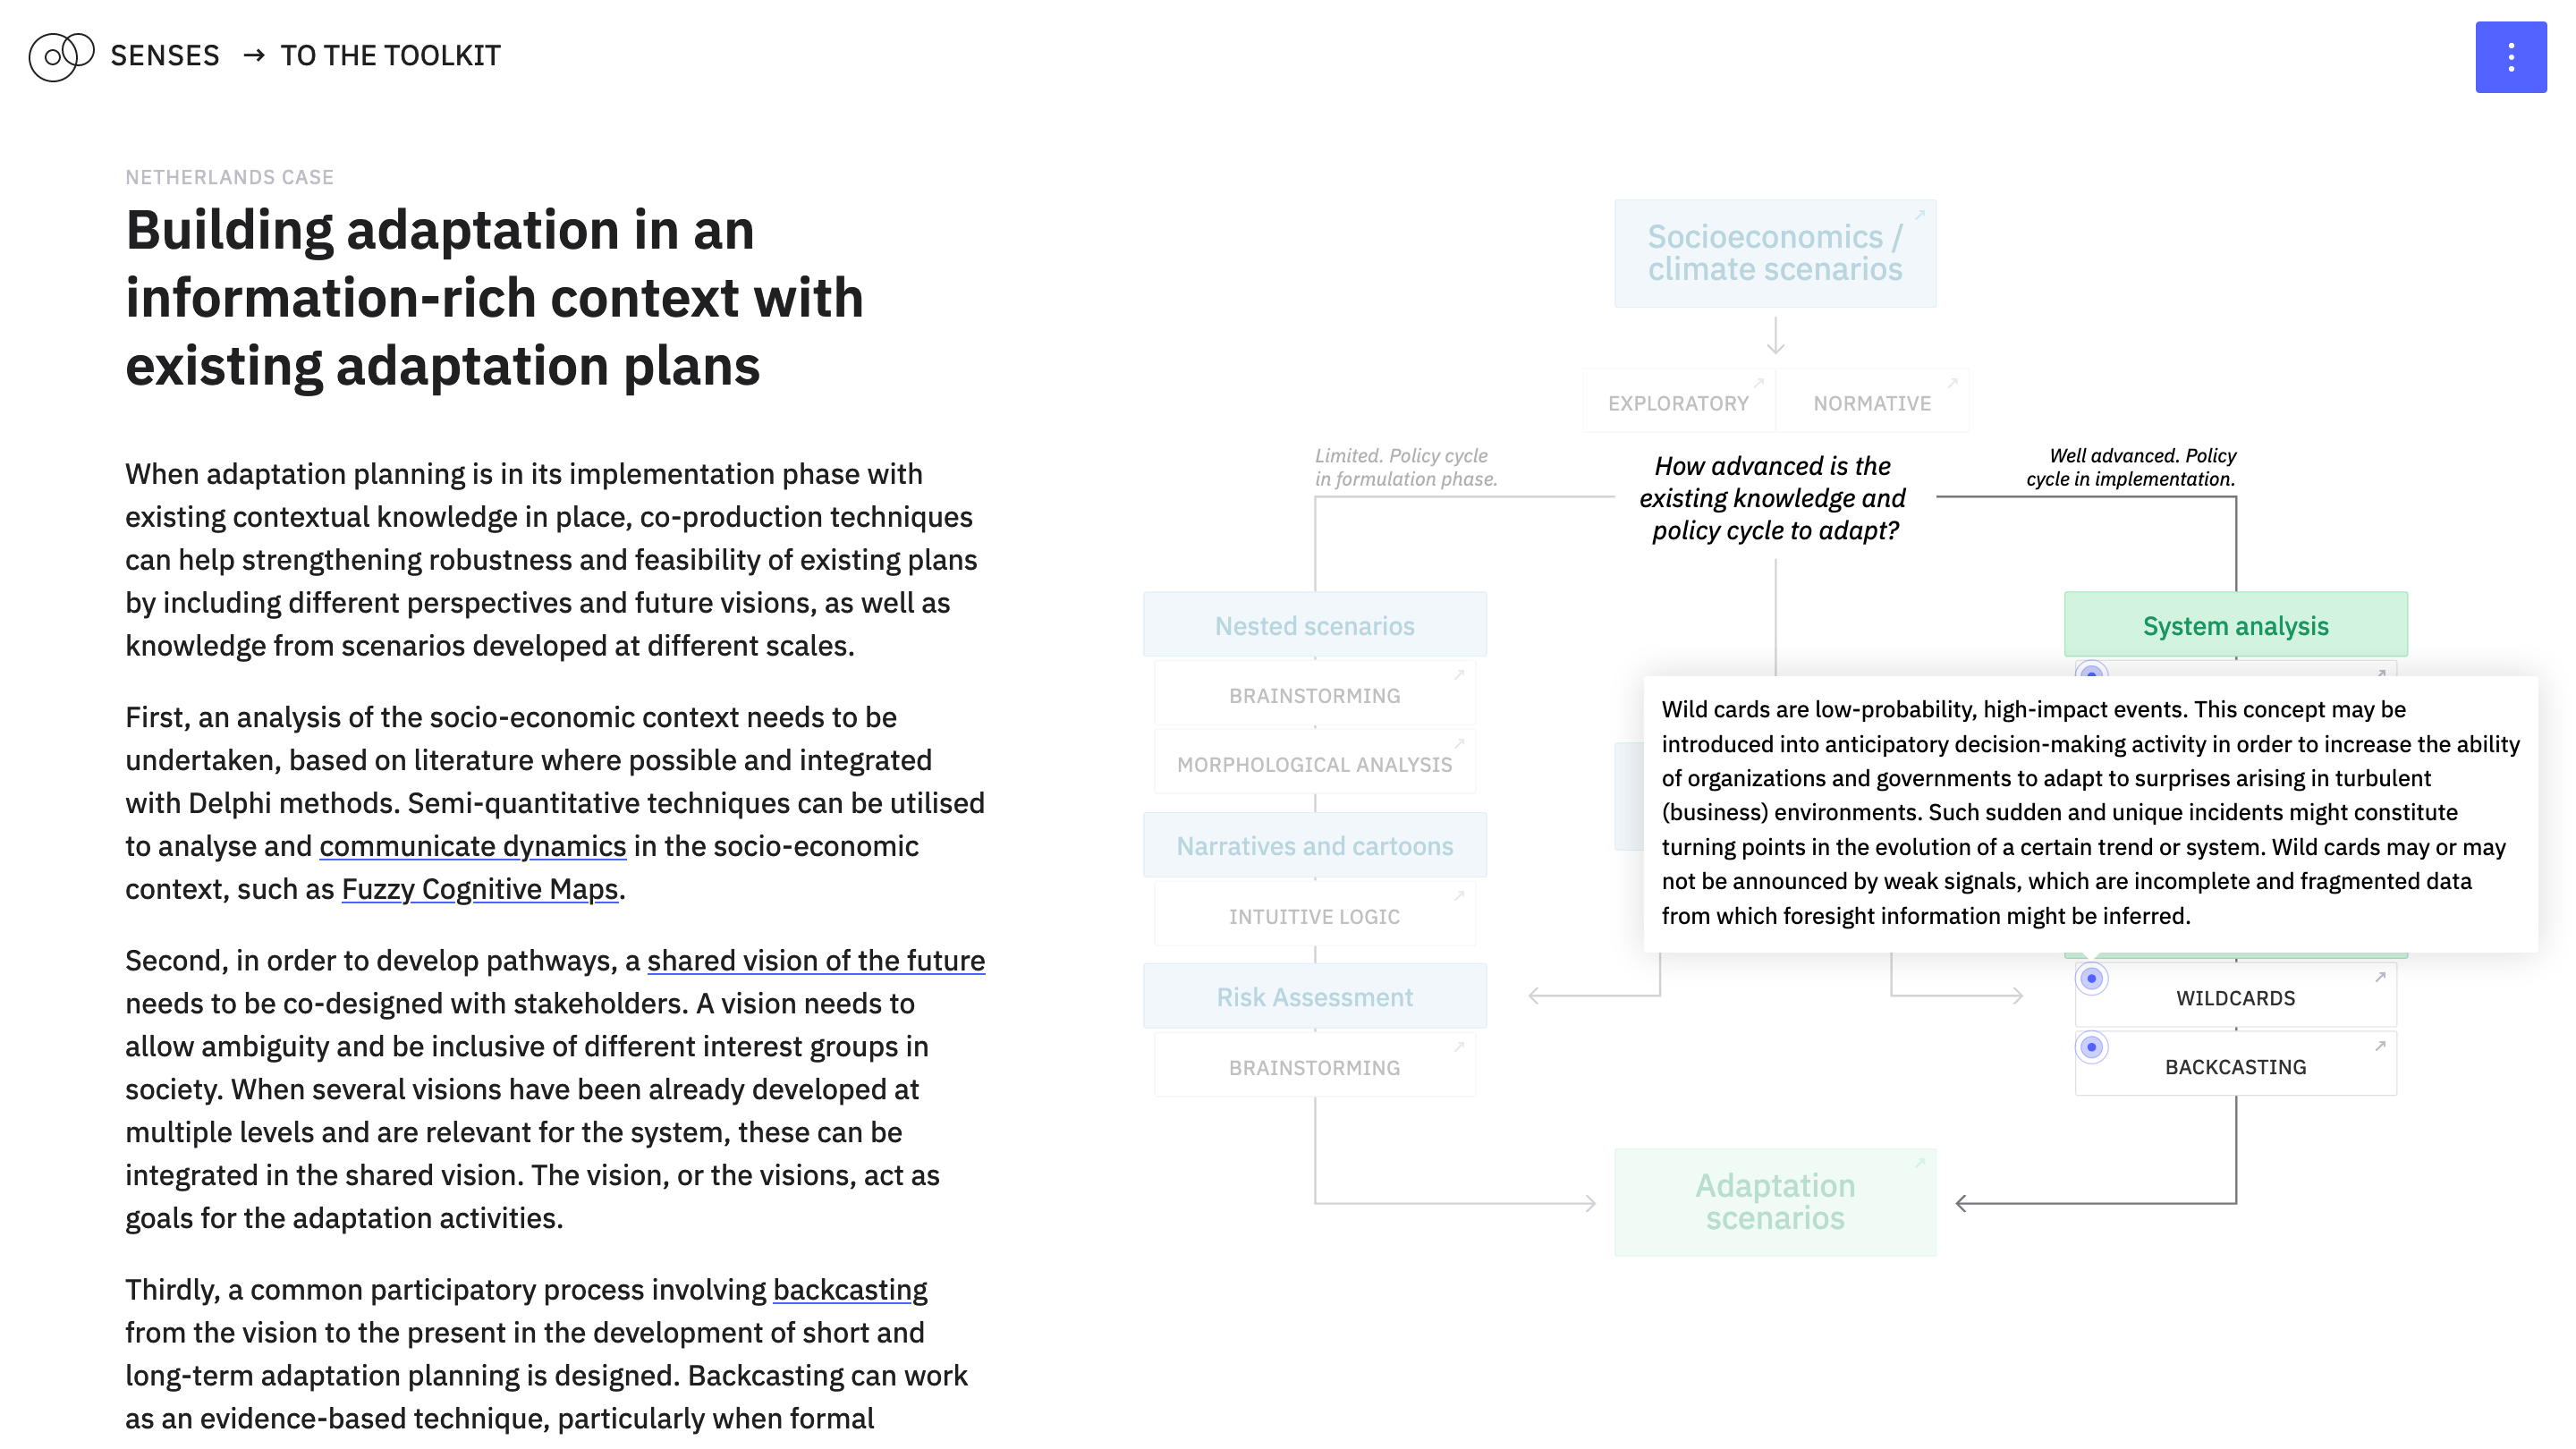 SENSES → TO THE TOOLKIT
NETHERLANDS CASE
Building adaptation in an
information-rich context with
existing adaptation plans
When adaptation planning is in its implementation phase with
existing contextual knowledge in place, co-production techniques
can help strengthening robustness and feasibility of existing plans
by including different perspectives and future visions, as well as
knowledge from scenarios developed at different scales.
First, an analysis of the socio-economic context needs to be
undertaken, based on literature where possible and integrated
with Delphi methods. Semi-quantitative techniques can be utilised
to analyse and communicate dynamics in the socio-economic
context, such as Fuzzy Cognitive Maps.
Second, in order to develop pathways, a shared vision of the future
needs to be co-designed with stakeholders. A vision needs to
allow ambiguity and be inclusive of different interest groups in
society. When several visions have been already developed at
multiple levels and are relevant for the system, these can be
integrated in the shared vision. The vision, or the visions, act as
goals for the adaptation activities.
Thirdly, a common participatory process involving backcasting
from the vision to the present in the development of short and
long-term adaptation planning is designed. Backcasting can work
as an evidence-based technique, particularly when formal
Socioeconomics /
climate scenarios
EXPLORATORY
NORMATIVE
Limited. Policy cycle
in formulation phase.
How advanced is the
existing knowledge and
policy cycle to adapt?
Well advanced. Policy
cycle in implementation.
Nested scenarios
BRAINSTORMING
MORPHOLOGICAL ANALYSIS
Narratives and cartoons
INTUITIVE LOGIC
Risk Assessment
BRAINSTORMING
System analysis
Wild cards are low-probability, high-impact events. This concept may be
introduced into anticipatory decision-making activity in order to increase the ability
of organizations and governments to adapt to surprises arising in turbulent
(business) environments. Such sudden and unique incidents might constitute
turning points in the evolution of a certain trend or system. Wild cards may or may
not be announced by weak signals, which are incomplete and fragmented data
from which foresight information might be inferred.
WILDCARDS
BACKCASTING
Adaptation
scenarios